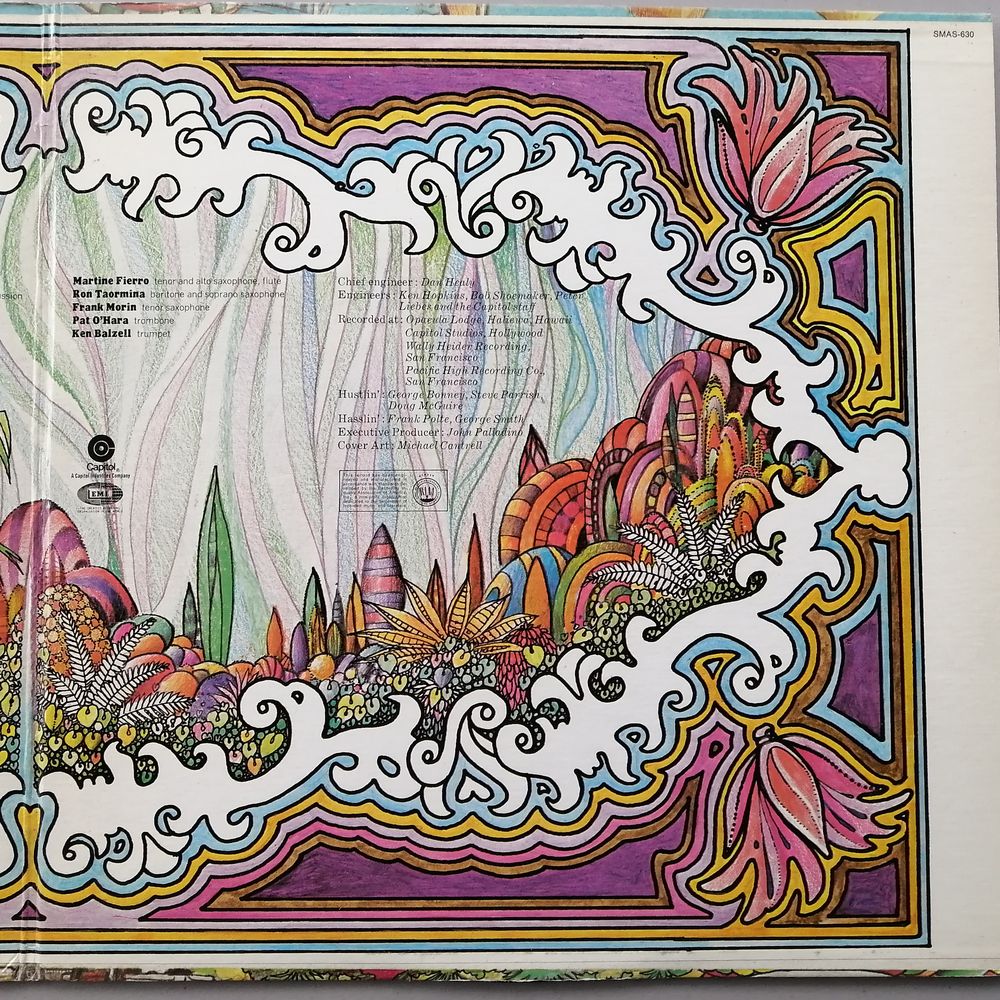 SMAS-630
ssion
Martine Fierro tenor and alto saxophone, flute
Ron Taormina baritone and soprano saxophone
Frank Morin tenor saxophone
Pat O'Hara trombone
Ken Balzell trumpet
Chief engineer : Dan Healy
Engineers : Ken Hopkins, Bob Shoemaker, Peter
Liebes and the Capitol staf
Recorded at : Opaeula Lodge, Haliewa, Hawaii
Capitol Studios, Hollywood
Wally Heider Recording,
San Francisco
Pacific High Recording Co.,
San Francisco
Hustlin' : George Bonney, Steve Parrish,
Doug McGuire
Hasslin' : Frank Polte, George Smith
Executive Producer : John Palladino
Cover Art : Michael Cantrell
Capitol®
A Capitol Industries Company
EMI